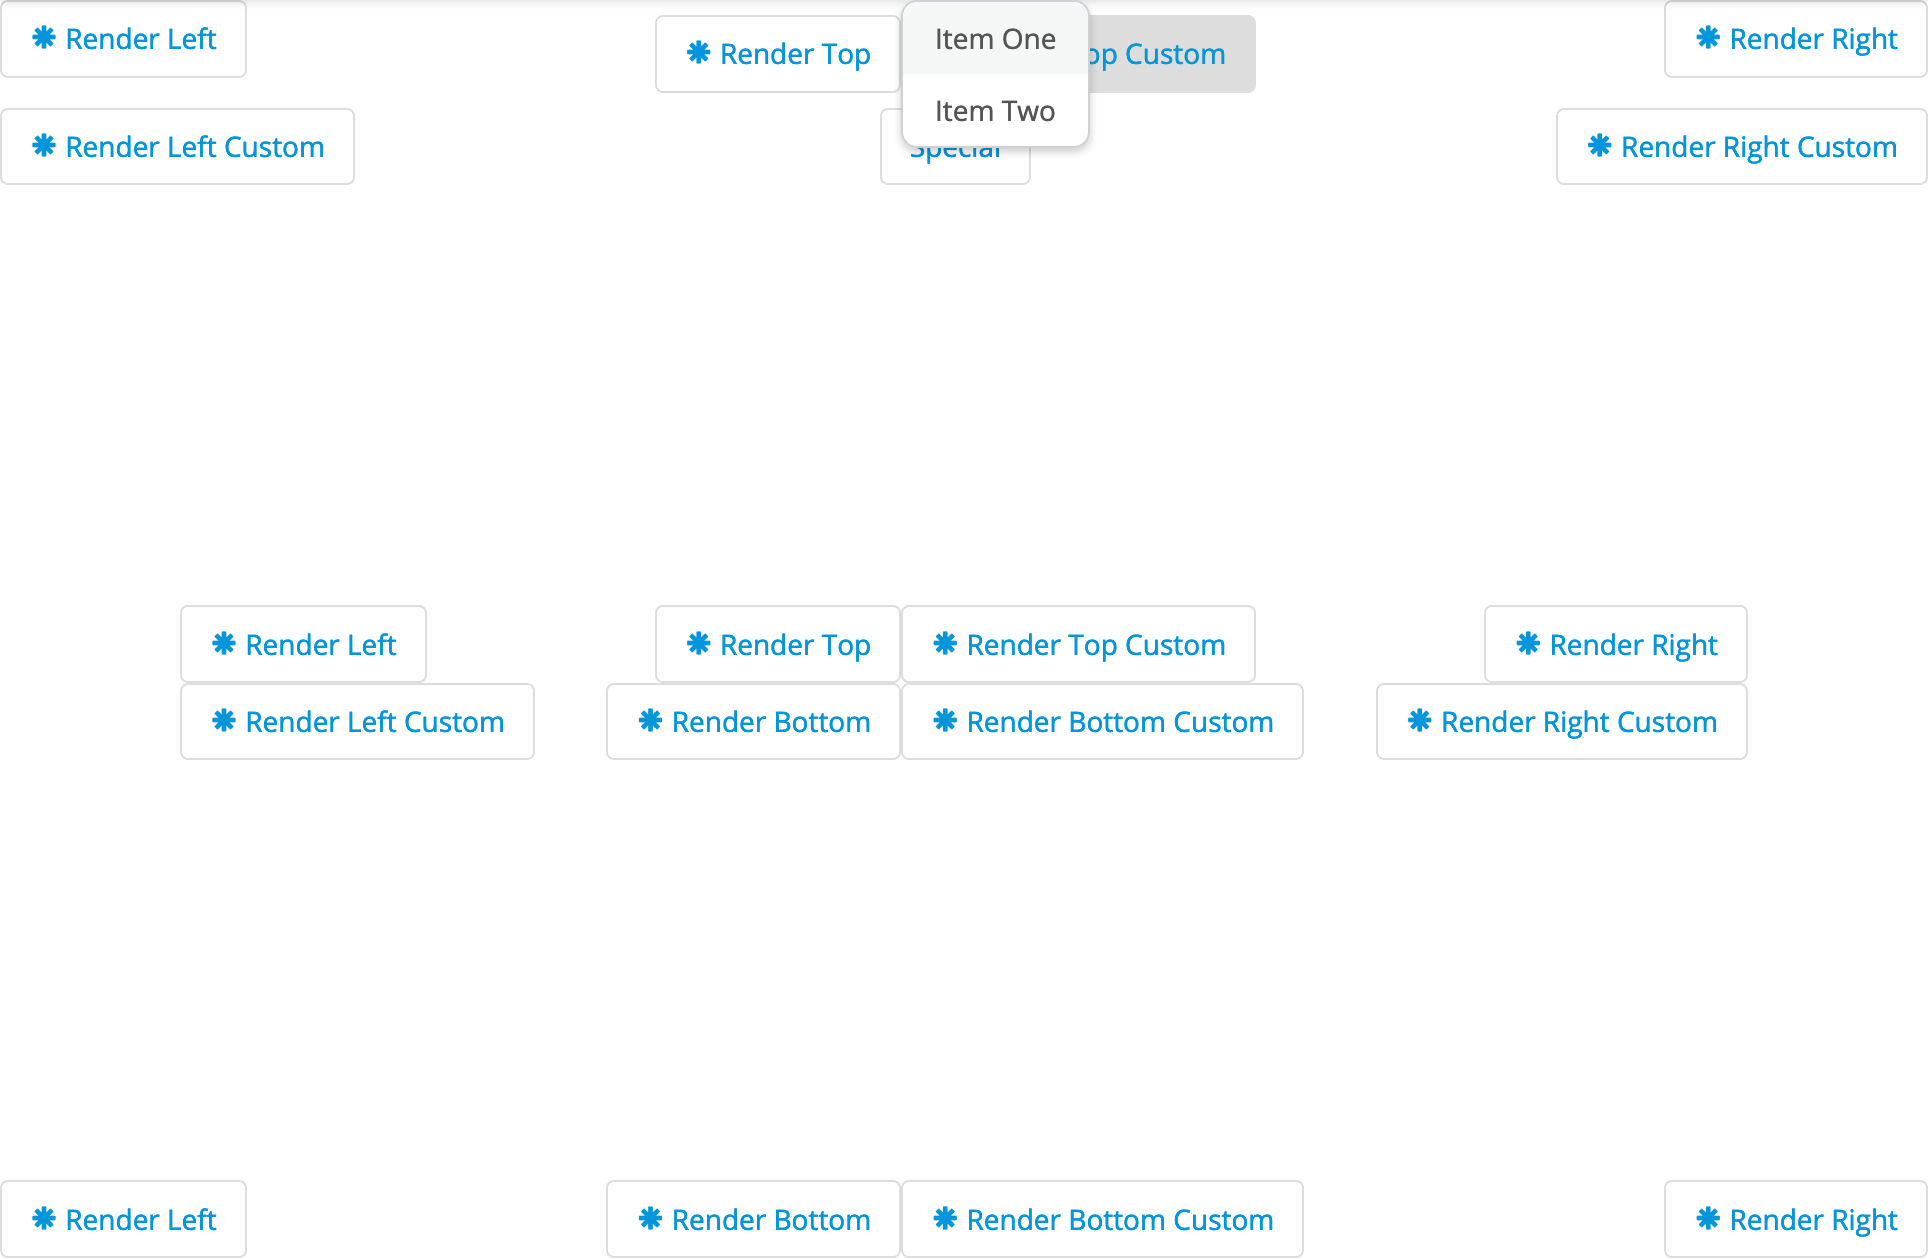 Render Left
Render Top
Item One
op Custom
Render Right
Render Left Custom
Item Two
Special
Render Right Custom
Render Left
Render Top
Render Top Custom
Render Right
Render Left Custom
Render Bottom
Render Bottom Custom
Render Right Custom
Render Left
Render Bottom
Render Bottom Custom
Render Right